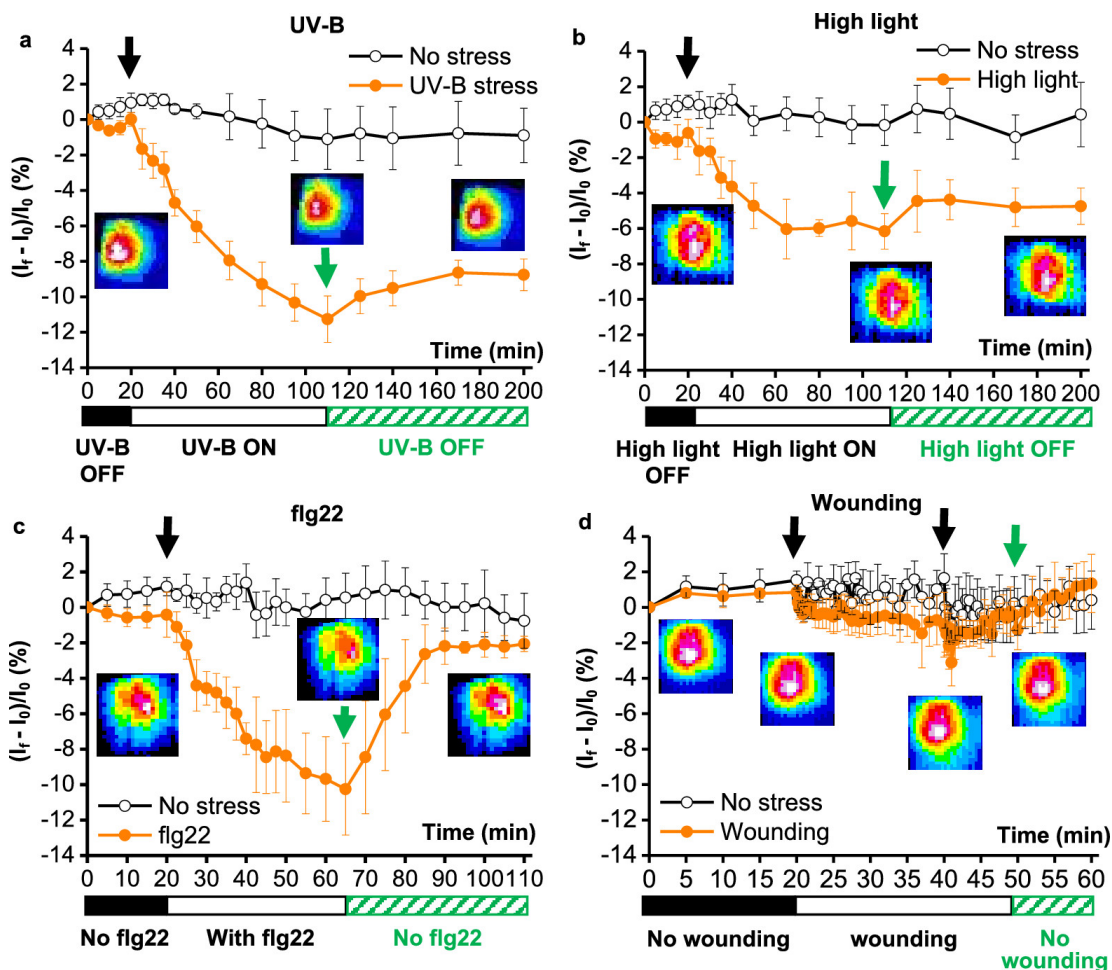 a
UV-B
No stress
UV-B stress
(I_f - I_0)/I_0 (%)
4
2
0
-2
-4
-6
-8
-10
-12
-14
Time (min)
0 20 40 60 80 100 120 140 160 180 200
UV-B OFF
UV-B ON
UV-B OFF
b
High light
No stress
High light
(I_f - I_0)/I_0 (%)
4
2
0
-2
-4
-6
-8
-10
-12
-14
Time (min)
0 20 40 60 80 100 120 140 160 180 200
High light
OFF
High light ON
High light OFF
c
flg22
(I_f - I_0)/I_0 (%)
4
2
0
-2
-4
-6
-8
-10
-12
-14
No stress
flg22
Time (min)
0 10 20 30 40 50 60 70 80 90 100 110
No flg22
With flg22
No flg22
d
Wounding
(I_f - I_0)/I_0 (%)
4
2
0
-2
-4
-6
-8
-10
-12
-14
No stress
Wounding
Time (min)
0 5 10 15 20 25 30 35 40 45 50 55 60
No wounding
wounding
No
wounding